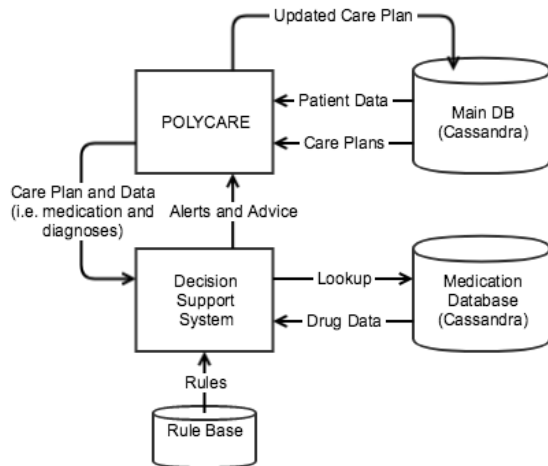 Updated Care Plan
POLYCARE
Patient Data
Care Plans
Main DB
(Cassandra)
Care Plan and Data
(i.e. medication and
diagnoses)
Alerts and Advice
Decision
Support
System
Lookup
Drug Data
Medication
Database
(Cassandra)
Rules
Rule Base